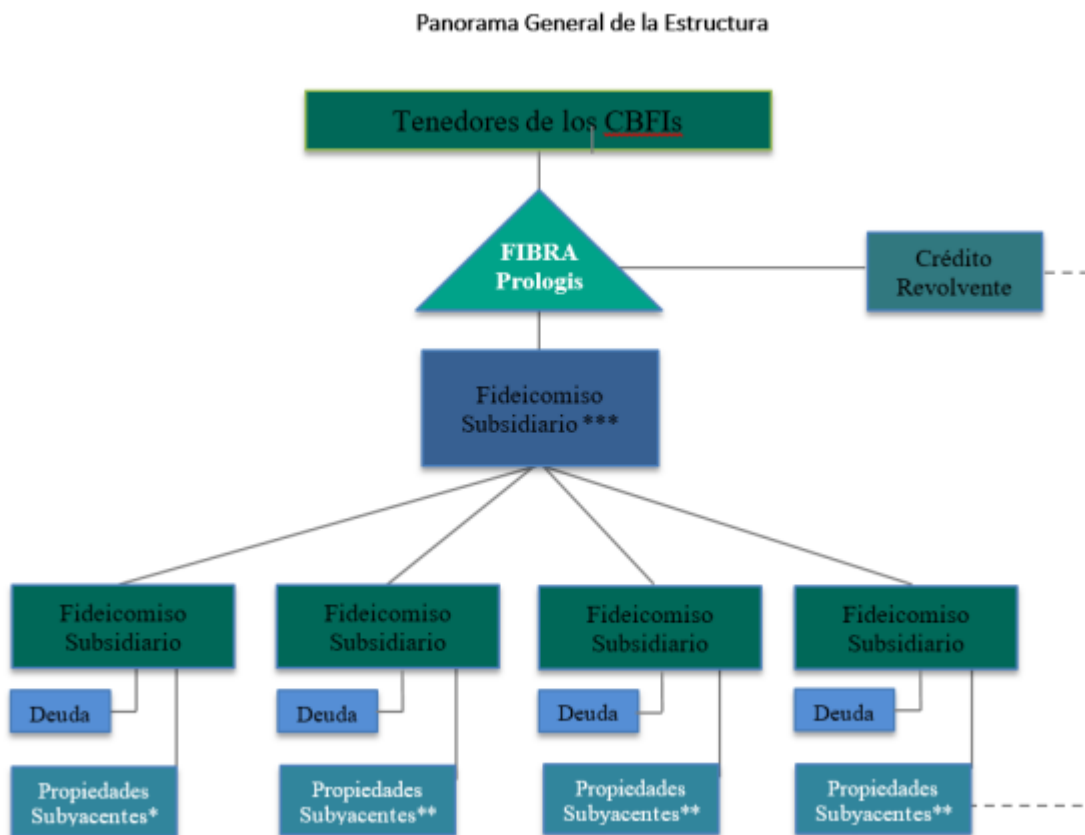 Panorama General de la Estructura
Tenedores de los CBFIs
FIBRA
Prologis
Crédito
Revolvente
Fideicomiso
Subsidiario ***
Fideicomiso
Subsidiario
Fideicomiso
Subsidiario
Fideicomiso
Subsidiario
Fideicomiso
Subsidiario
Deuda
Deuda
Deuda
Deuda
Propiedades
Subyacentes*
Propiedades
Subyacentes**
Propiedades
Subyacentes**
Propiedades
Subyacentes**